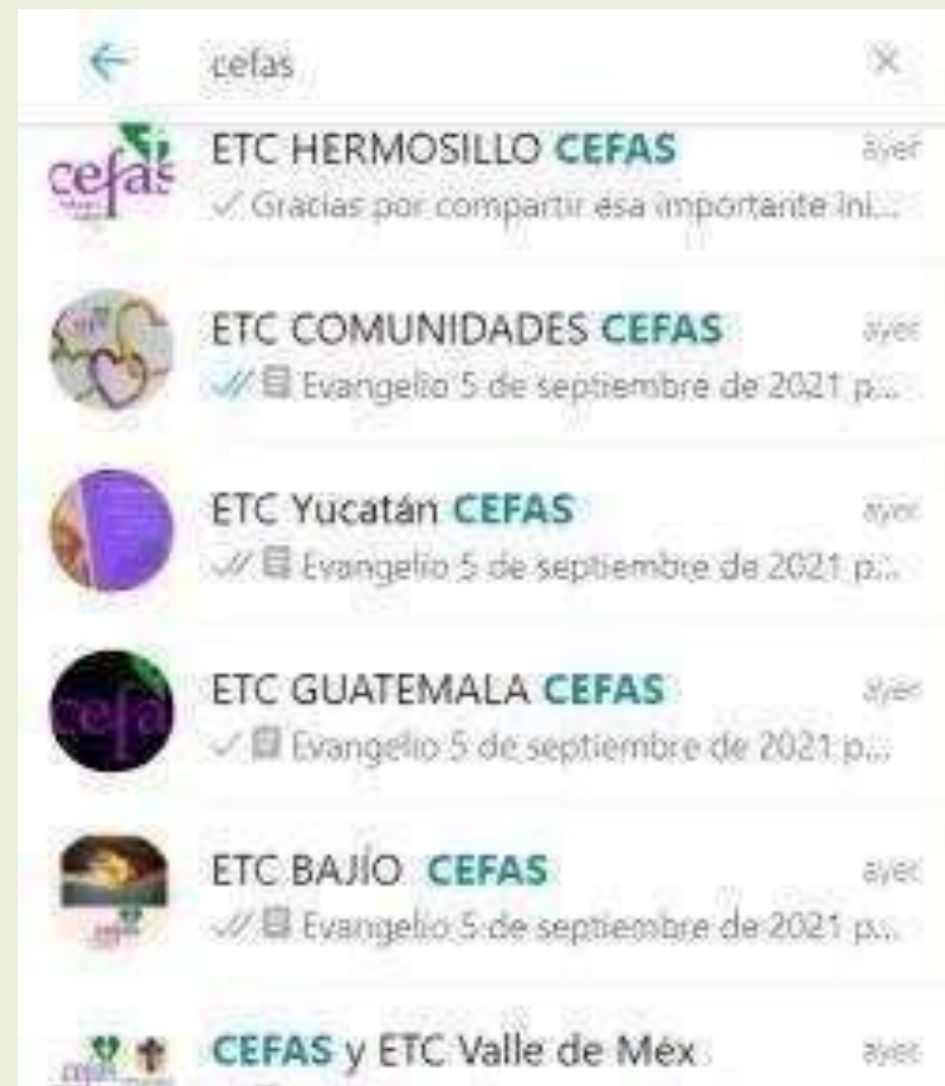 cefas
cefas
ETC HERMOSILLO CEFAS
ayer
✓ Gracias por compartir esa importante ini...
ETC COMUNIDADES CEFAS
ayer
Evangelio 5 de septiembre de 2021 p...
ETC Yucatán CEFAS
ayer
Evangelio 5 de septiembre de 2021 p...
cefa
ETC GUATEMALA CEFAS
ayer
✓ Evangelio 5 de septiembre de 2021 p...
ETC BAJÍO CEFAS
ayer
Evangelio 5 de septiembre de 2021 p...
cefas
CEFAS y ETC Valle de Méx
ayer